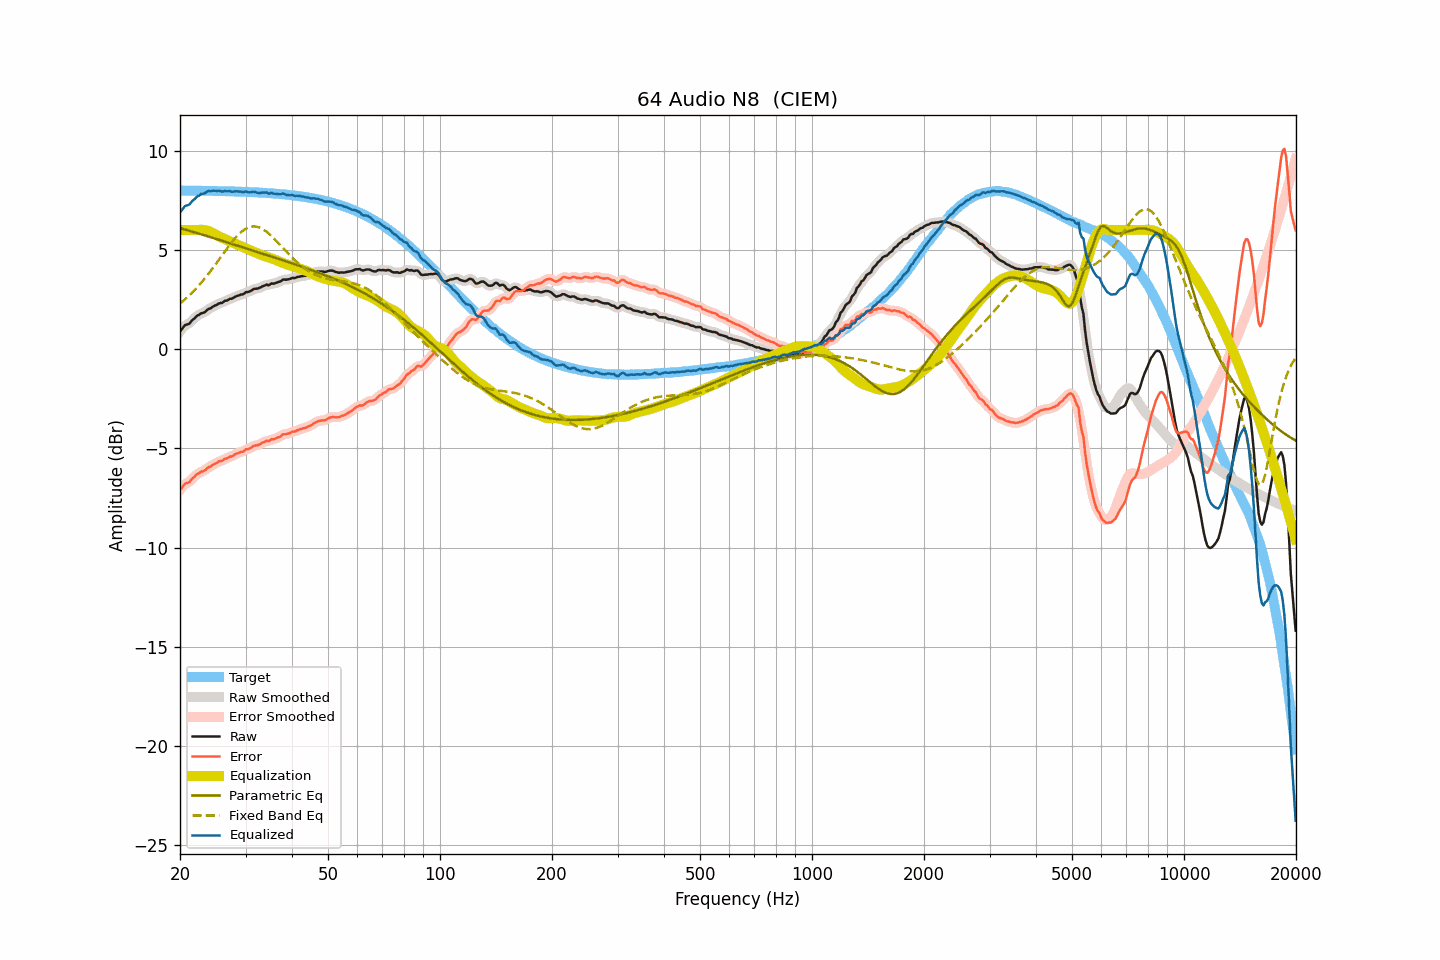 64 Audio N8  (CIEM)
10
5
0
−5
−10
−15
−20
−25
Amplitude (dBr)
Target
Raw Smoothed
Error Smoothed
Raw
Error
Equalization
Parametric Eq
Fixed Band Eq
Equalized
20 50 100 200 500 1000 2000 5000 10000 20000
Frequency (Hz)